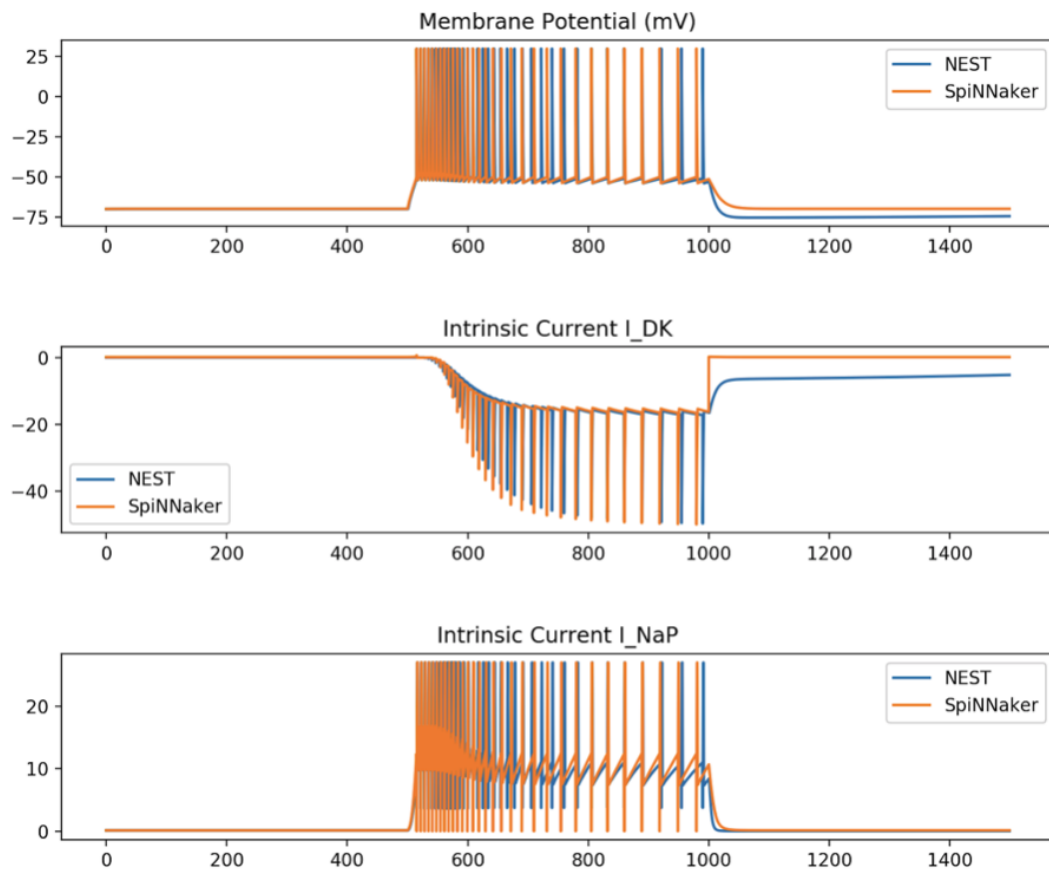 Membrane Potential (mV)
25
0
−25
−50
−75
NEST
SpiNNaker
0 200 400 600 800 1000 1200 1400
Intrinsic Current I_DK
0
−20
−40
NEST
SpiNNaker
0 200 400 600 800 1000 1200 1400
Intrinsic Current I_NaP
20
10
0
NEST
SpiNNaker
0 200 400 600 800 1000 1200 1400